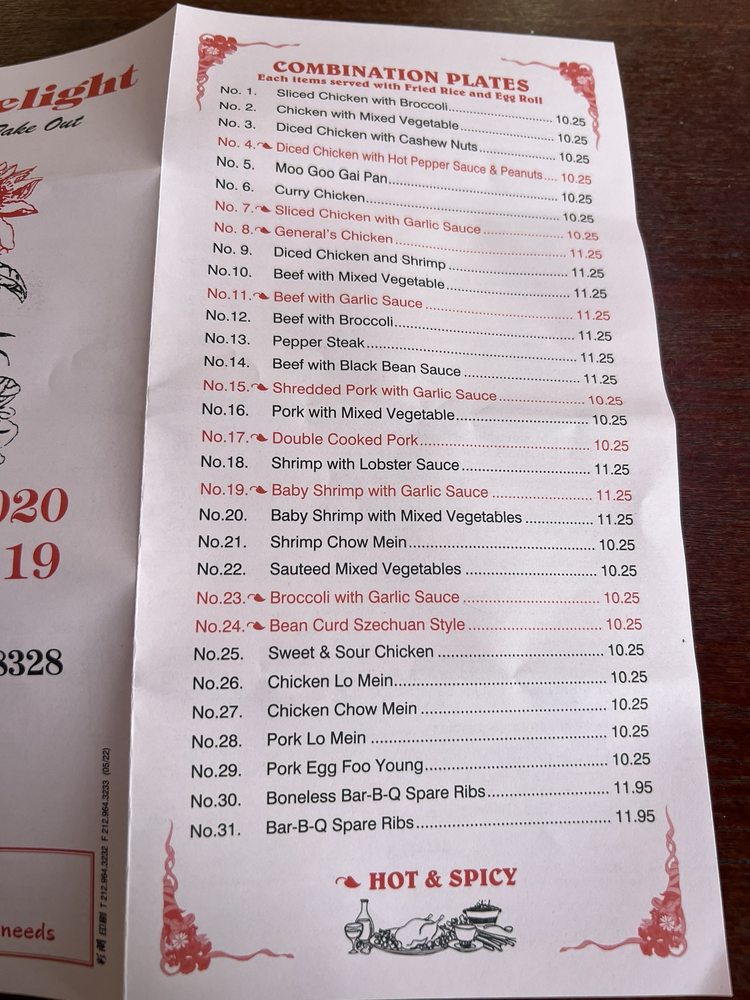 elight
Take Out
020
19
8328
印刷 T 212.964.3232 F 212.964.3233 (05/22)
needs
COMBINATION PLATES
Each Items served with Fried Rice and Egg Roll
No. 1. Sliced Chicken with Broccoli 10.25
No. 2. Chicken with Mixed Vegetable 10.25
No. 3. Diced Chicken with Cashew Nuts 10.25
No. 4. Diced Chicken with Hot Pepper Sauce & Peanuts 10.25
No. 5. Moo Goo Gai Pan 10.25
No. 6. Curry Chicken 10.25
No. 7. Sliced Chicken with Garlic Sauce 10.25
No. 8. General's Chicken 11.25
No. 9. Diced Chicken and Shrimp 11.25
No.10. Beef with Mixed Vegetable 11.25
No.11. Beef with Garlic Sauce 11.25
No.12. Beef with Broccoli 11.25
No.13. Pepper Steak 11.25
No.14. Beef with Black Bean Sauce 11.25
No.15. Shredded Pork with Garlic Sauce 10.25
No.16. Pork with Mixed Vegetable 10.25
No.17. Double Cooked Pork 10.25
No.18. Shrimp with Lobster Sauce 11.25
No.19. Baby Shrimp with Garlic Sauce 11.25
No.20. Baby Shrimp with Mixed Vegetables 11.25
No.21. Shrimp Chow Mein 10.25
No.22. Sauteed Mixed Vegetables 10.25
No.23. Broccoli with Garlic Sauce 10.25
No.24. Bean Curd Szechuan Style 10.25
No.25. Sweet & Sour Chicken 10.25
No.26. Chicken Lo Mein 10.25
No.27. Chicken Chow Mein 10.25
No.28. Pork Lo Mein 10.25
No.29. Pork Egg Foo Young 10.25
No.30. Boneless Bar-B-Q Spare Ribs 11.95
No.31. Bar-B-Q Spare Ribs 11.95
HOT & SPICY